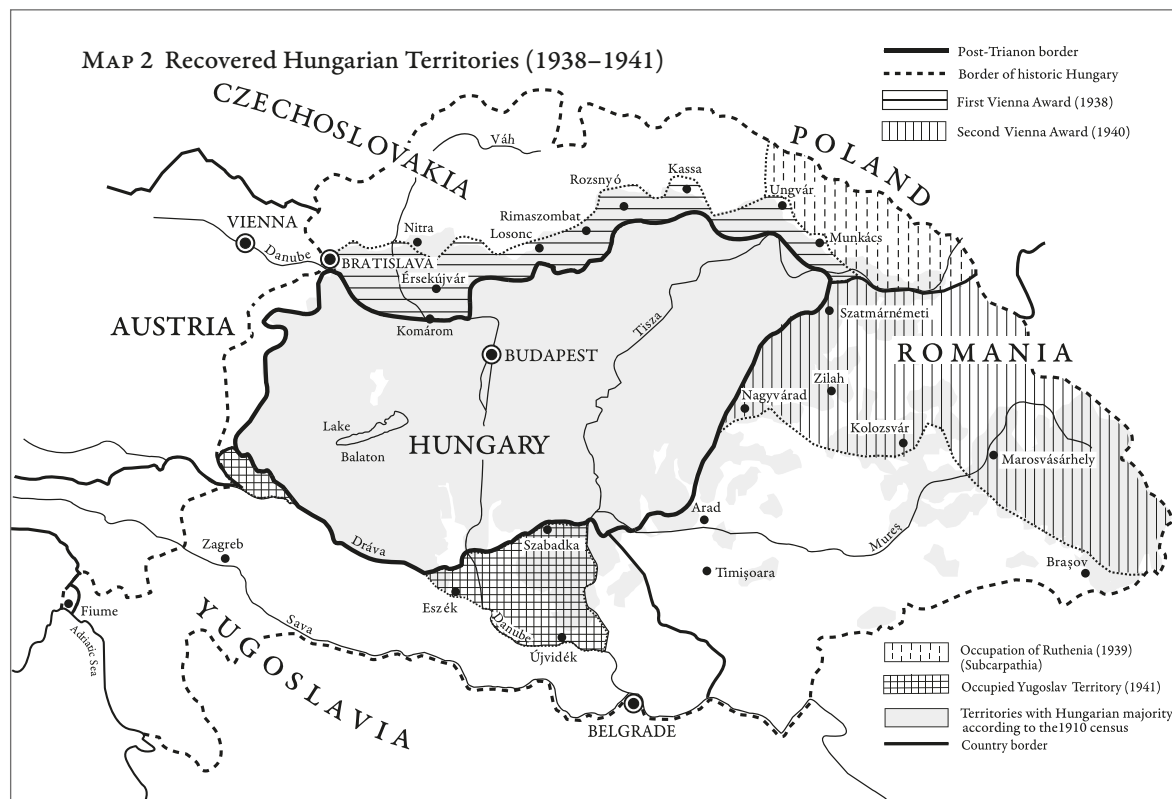 MAP 2 Recovered Hungarian Territories (1938–1941)
Post-Trianon border
Border of historic Hungary
First Vienna Award (1938)
Second Vienna Award (1940)
CZECHOSLOVAKIA
POLAND
Váh
Kassa
Rozsnyó
Ungvár
Rimaszombat
VIENNA
Nitra
Losonc
Munkács
Danube
BRATISLAVA
Érsekújvár
AUSTRIA
Komárom
Tisza
Szatmárnémeti
BUDAPEST
ROMANIA
Zilah
Nagyvárad
Lake
Balaton
HUNGARY
Kolozsvár
Marosvásárhely
Arad
Mureș
Dráva
Szabadka
Zagreb
Timișoara
Brașov
Eszék
Fiume
Adriatic Sea
YUGOSLAVIA
Sava
Danube
Újvidék
BELGRADE
Occupation of Ruthenia (1939)
(Subcarpathia)
Occupied Yugoslav Territory (1941)
Territories with Hungarian majority
according to the1910 census
Country border